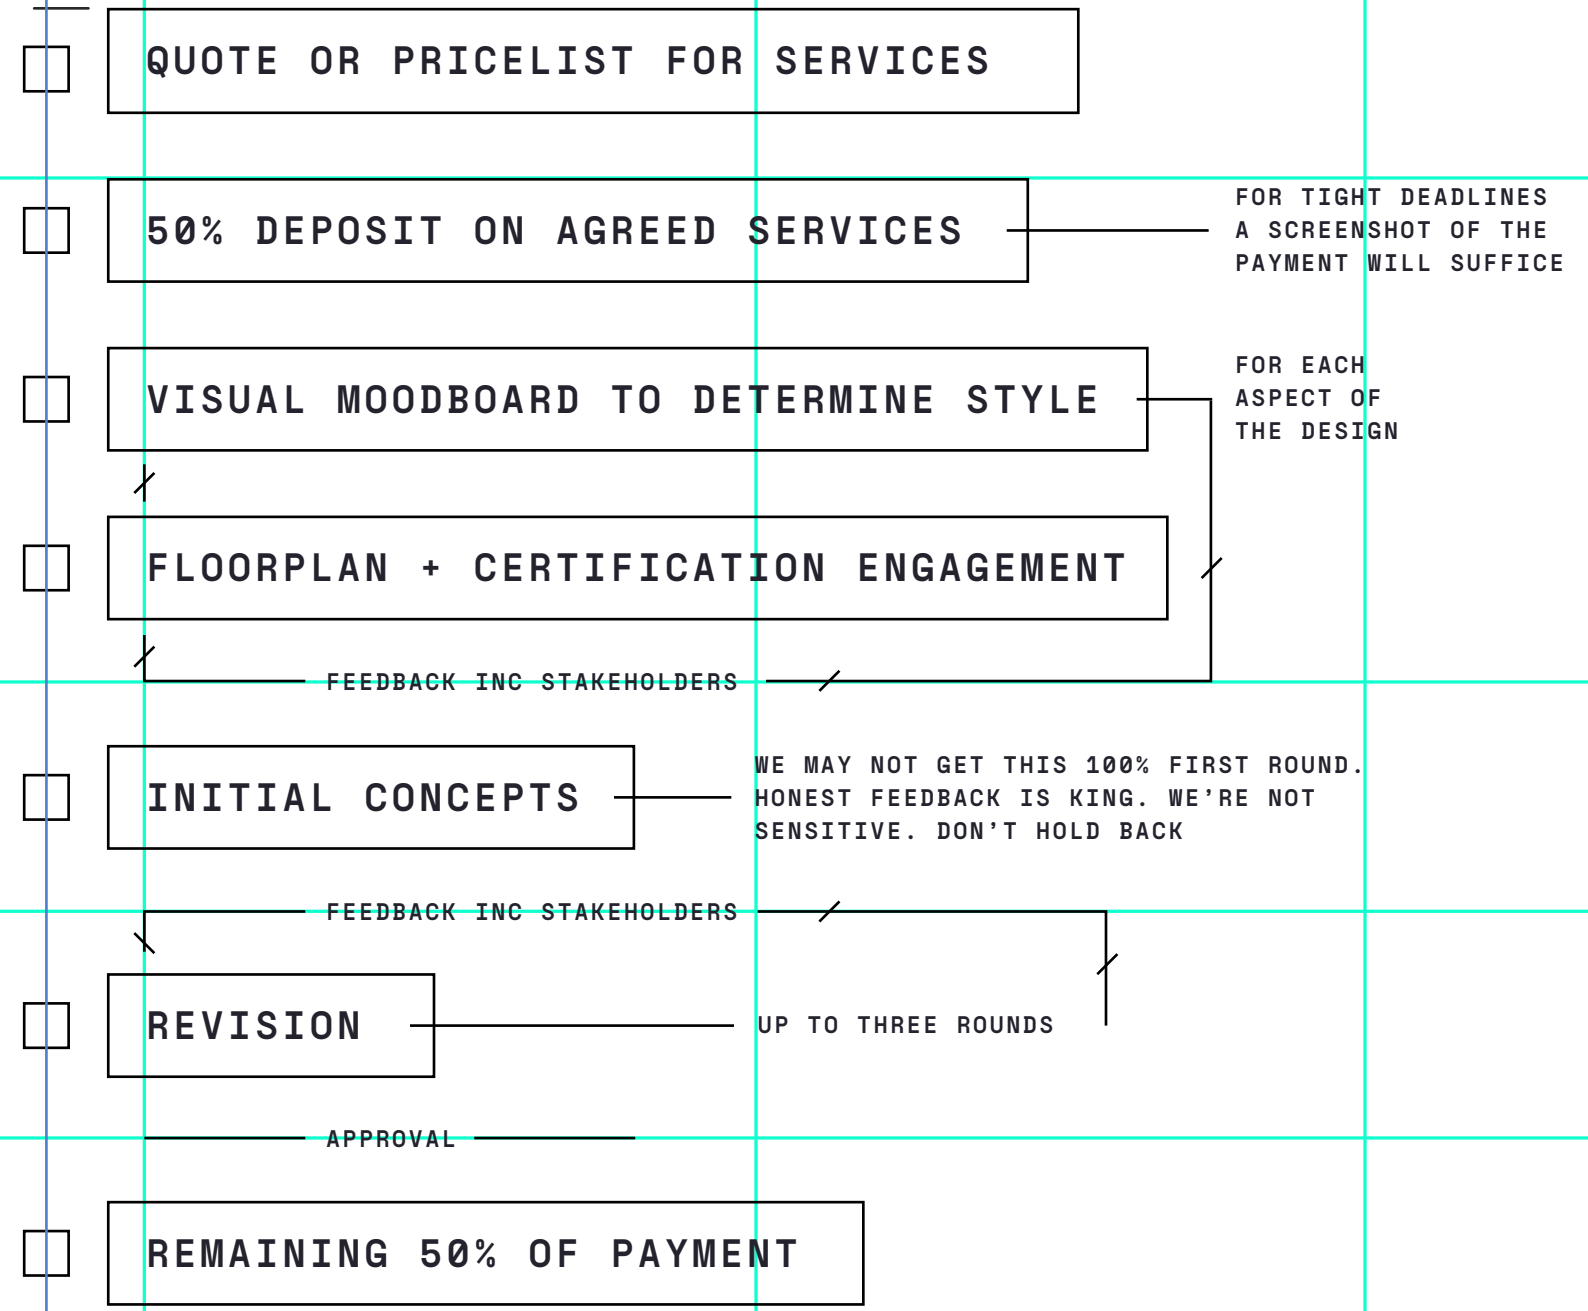 QUOTE OR PRICELIST FOR SERVICES
50% DEPOSIT ON AGREED SERVICES
FOR TIGHT DEADLINES
A SCREENSHOT OF THE
PAYMENT WILL SUFFICE
VISUAL MOODBOARD TO DETERMINE STYLE
FOR EACH
ASPECT OF
THE DESIGN
FLOORPLAN + CERTIFICATION ENGAGEMENT
FEEDBACK INC STAKEHOLDERS
INITIAL CONCEPTS
WE MAY NOT GET THIS 100% FIRST ROUND.
HONEST FEEDBACK IS KING. WE’RE NOT
SENSITIVE. DON’T HOLD BACK
FEEDBACK INC STAKEHOLDERS
REVISION
UP TO THREE ROUNDS
APPROVAL
REMAINING 50% OF PAYMENT